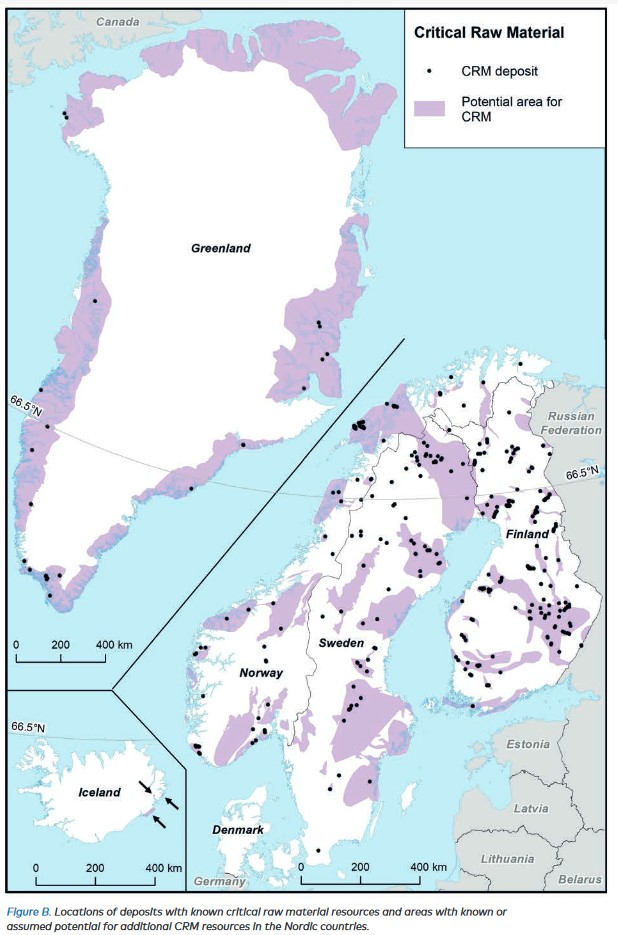 Canada
Critical Raw Material
CRM deposit
Potential area for
CRM
Greenland
66.5°N
Russian
Federation
66.5°N
Finland
0 200 400 km
Sweden
Norway
66.5°N
Estonia
Iceland
Latvia
Denmark
Lithuania
0 200 400 km
0 200 400 km
Germany
Belarus
Figure B. Locations of deposits with known critical raw material resources and areas with known or
assumed potential for additional CRM resources in the Nordic countries.